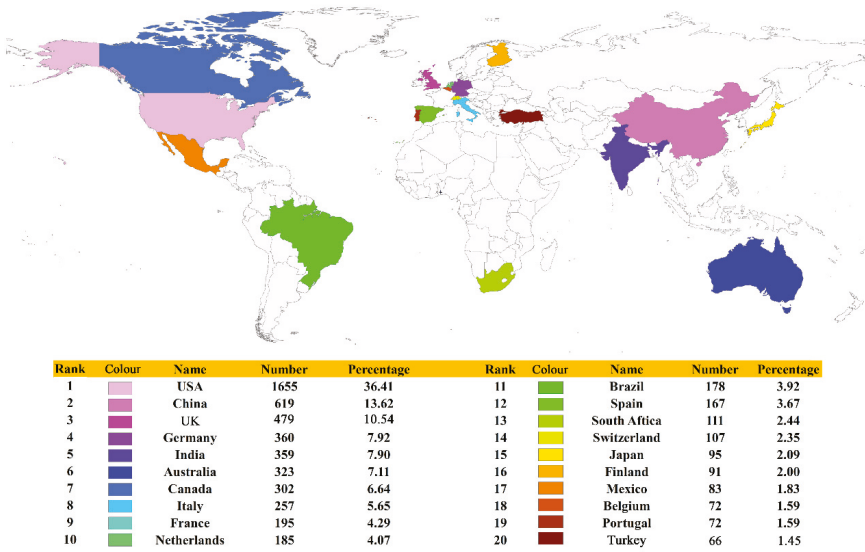 Rank Colour Name Number Percentage Rank Colour Name Number Percentage
1 USA 1655 36.41 11 Brazil 178 3.92
2 China 619 13.62 12 Spain 167 3.67
3 UK 479 10.54 13 South Aftica 111 2.44
4 Germany 360 7.92 14 Switzerland 107 2.35
5 India 359 7.90 15 Japan 95 2.09
6 Australia 323 7.11 16 Finland 91 2.00
7 Canada 302 6.64 17 Mexico 83 1.83
8 Italy 257 5.65 18 Belgium 72 1.59
9 France 195 4.29 19 Portugal 72 1.59
10 Netherlands 185 4.07 20 Turkey 66 1.45